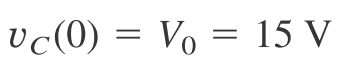 v_C(0) = V_0 = 15 V